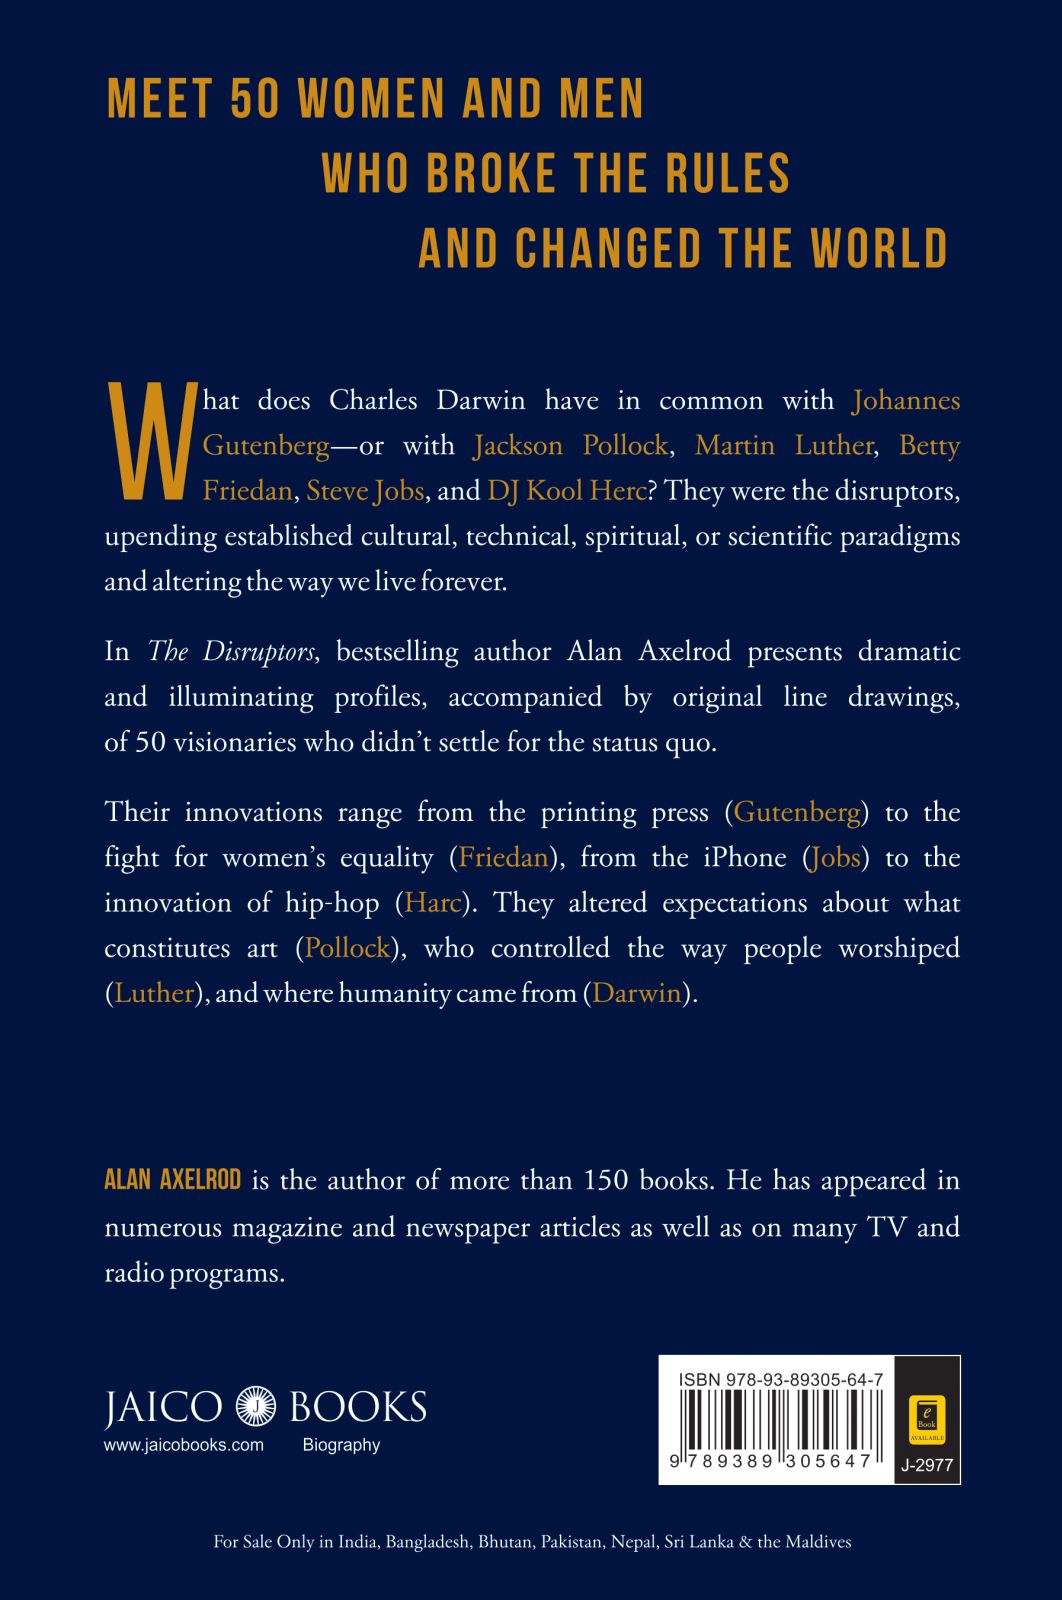 MEET 50 WOMEN AND MEN
WHO BROKE THE RULES
AND CHANGED THE WORLD
What does Charles Darwin have in common with Johannes
Gutenberg—or with Jackson Pollock, Martin Luther, Betty
Friedan, Steve Jobs, and DJ Kool Herc? They were the disruptors,
upending established cultural, technical, spiritual, or scientific paradigms
and altering the way we live forever.
In The Disruptors, bestselling author Alan Axelrod presents dramatic
and illuminating profiles, accompanied by original line drawings,
of 50 visionaries who didn't settle for the status quo.
Their innovations range from the printing press (Gutenberg) to the
fight for women's equality (Friedan), from the iPhone (Jobs) to the
innovation of hip-hop (Harc). They altered expectations about what
constitutes art (Pollock), who controlled the way people worshiped
(Luther), and where humanity came from (Darwin).
ALAN AXELROD is the author of more than 150 books. He has appeared in
numerous magazine and newspaper articles as well as on many TV and
radio programs.
JAICO J BOOKS
www.jaicobooks.com Biography
ISBN 978-93-89305-64-7
9 789389 305647
e
Book
AVAILABLE
J-2977
For Sale Only in India, Bangladesh, Bhutan, Pakistan, Nepal, Sri Lanka & the Maldives